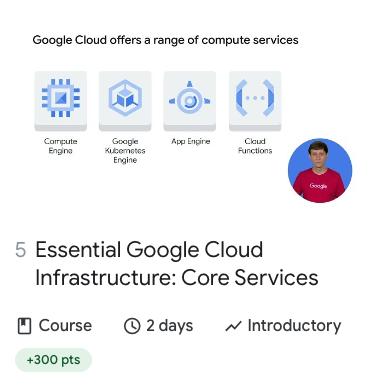 Google Cloud offers a range of compute services
Compute
Engine
Google
Kubernetes
Engine
App Engine
Cloud
Functions
Google
5 Essential Google Cloud
Infrastructure: Core Services
Course
2 days
Introductory
+300 pts